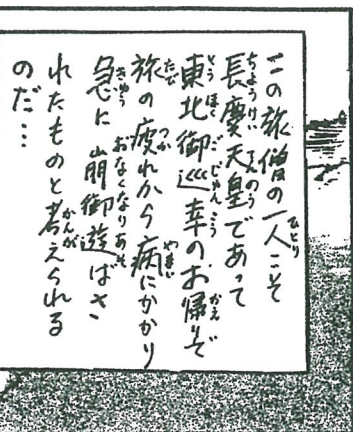 この旅僧の一人こそ
長慶天皇であって
東北御巡幸のお帰りで
旅の疲れから病にかかり
急に崩御遊ばさ
れたものと考えられる
のだ…